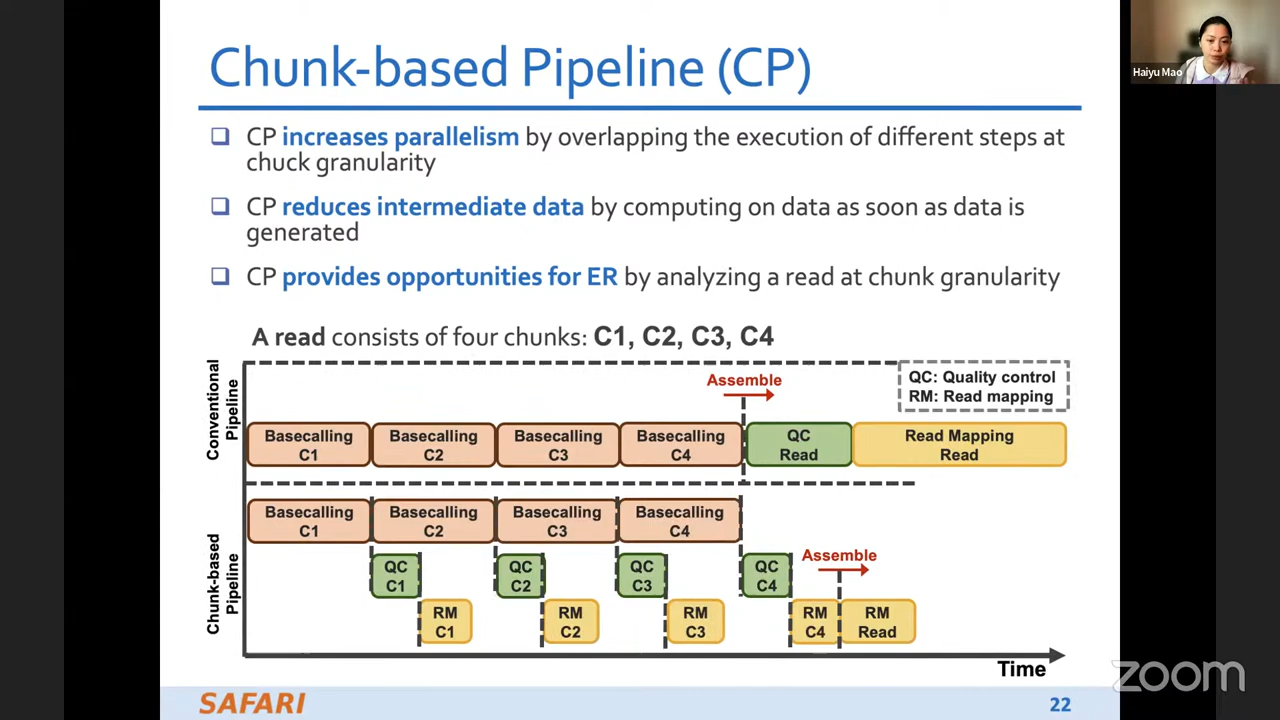 Chunk-based Pipeline (CP)
Haiyu Mao
CP increases parallelism by overlapping the execution of different steps at
chuck granularity
CP reduces intermediate data by computing on data as soon as data is
generated
CP provides opportunities for ER by analyzing a read at chunk granularity
A read consists of four chunks: C1, C2, C3, C4
Conventional
Pipeline
Assemble
QC: Quality control
RM: Read mapping
Basecalling
C1
Basecalling
C2
Basecalling
C3
Basecalling
C4
QC
Read
Read Mapping
Read
Chunk-based
Pipeline
Basecalling
C1
Basecalling
C2
Basecalling
C3
Basecalling
C4
QC
C1
QC
C2
QC
C3
QC
C4
Assemble
RM
C1
RM
C2
RM
C3
RM
C4
RM
Read
Time
SAFARI
22
zoom